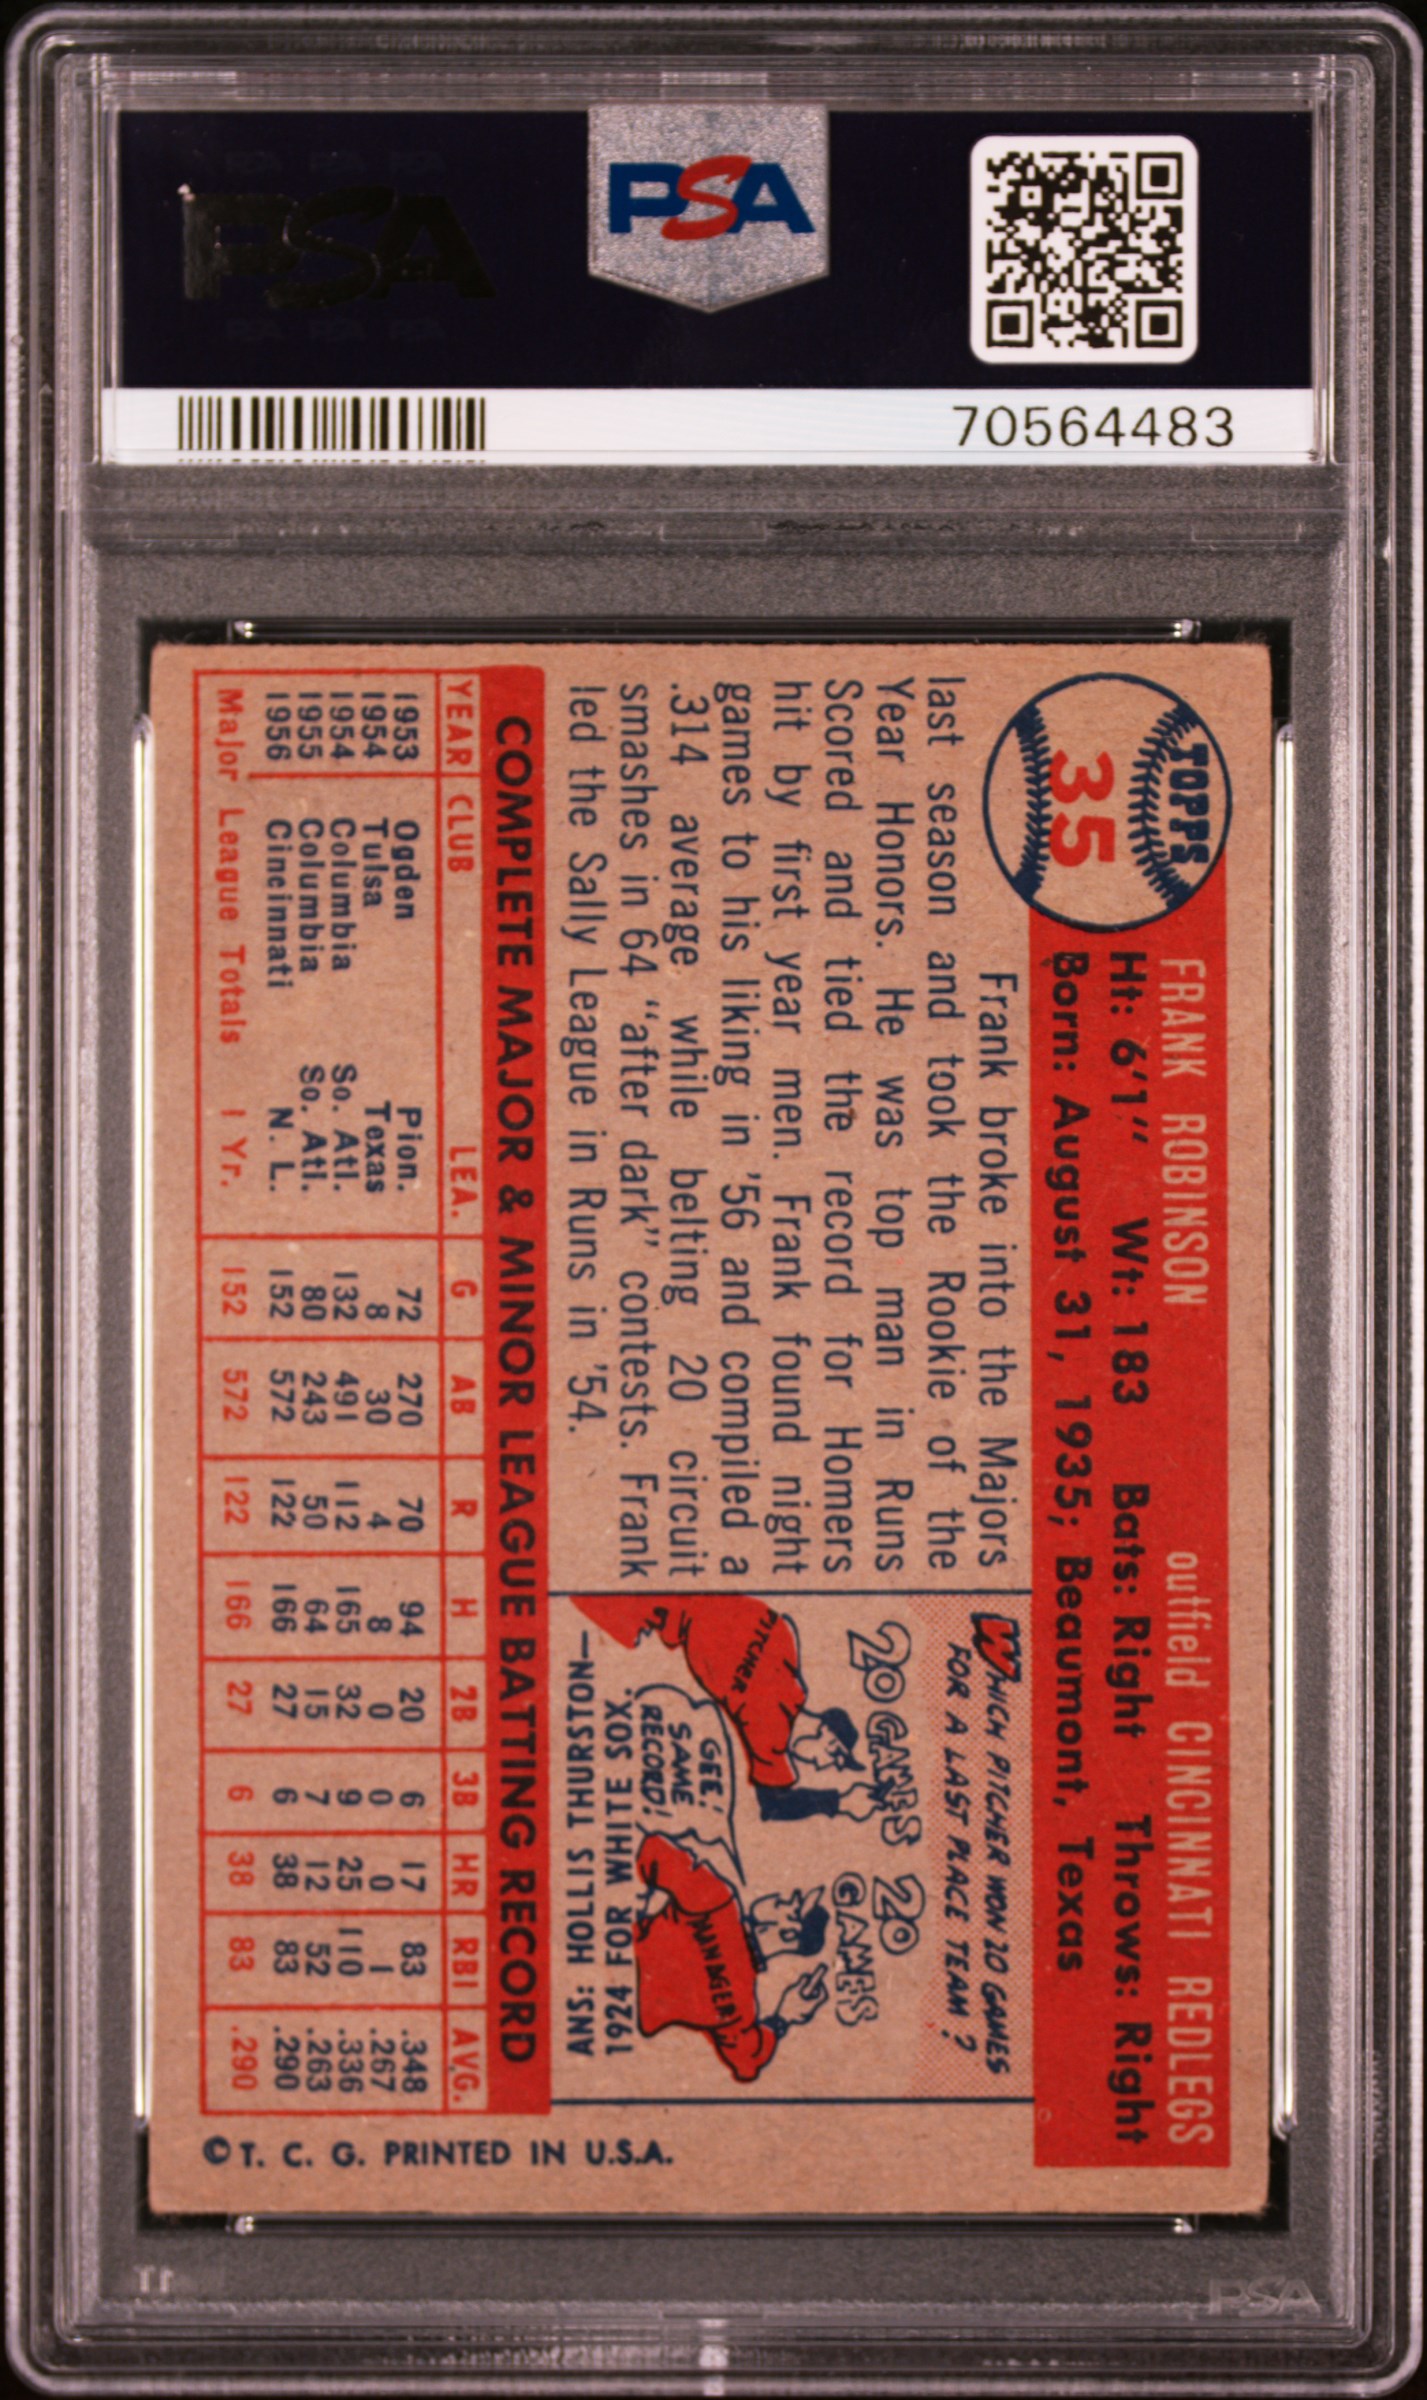 PSA
PSA
70564483
TOPPS
35
FRANK ROBINSON outfield CINCINNATI REDLEGS
Ht: 6'1" Wt: 183 Bats: Right Throws: Right
Born: August 31, 1935; Beaumont, Texas
Frank broke into the Majors
last season and took the Rookie of the
Year Honors. He was top man in Runs
Scored and tied the record for Homers
hit by first year men. Frank found night
games to his liking in '56 and compiled a
.314 average while belting 20 circuit
smashes in 64 "after dark" contests. Frank
led the Sally League in Runs in '54.
WHICH PITCHER WON 20 GAMES
FOR A LAST PLACE TEAM?
20 GAMES
20 GAMES
PITCHER
GEE!
SAME
RECORD!
MANAGER
ANS: HOLLIS THURSTON—
1924 FOR WHITE SOX.
COMPLETE MAJOR & MINOR LEAGUE BATTING RECORD
YEAR CLUB LEA. G AB R H 2B 3B HR RBI AVG.
1953 Ogden Pion. 72 270 70 94 20 6 17 83 .348
1954 Tulsa Texas 8 30 4 8 0 0 0 1 .267
1954 Columbia So. Atl. 132 491 112 165 32 9 25 110 .336
1955 Columbia So. Atl. 80 243 50 64 15 7 12 52 .263
1956 Cincinnati N. L. 152 572 122 166 27 6 38 83 .290
Major League Totals 1 Yr. 152 572 122 166 27 6 38 83 .290
© T. C. G. PRINTED IN U.S.A.
PSA